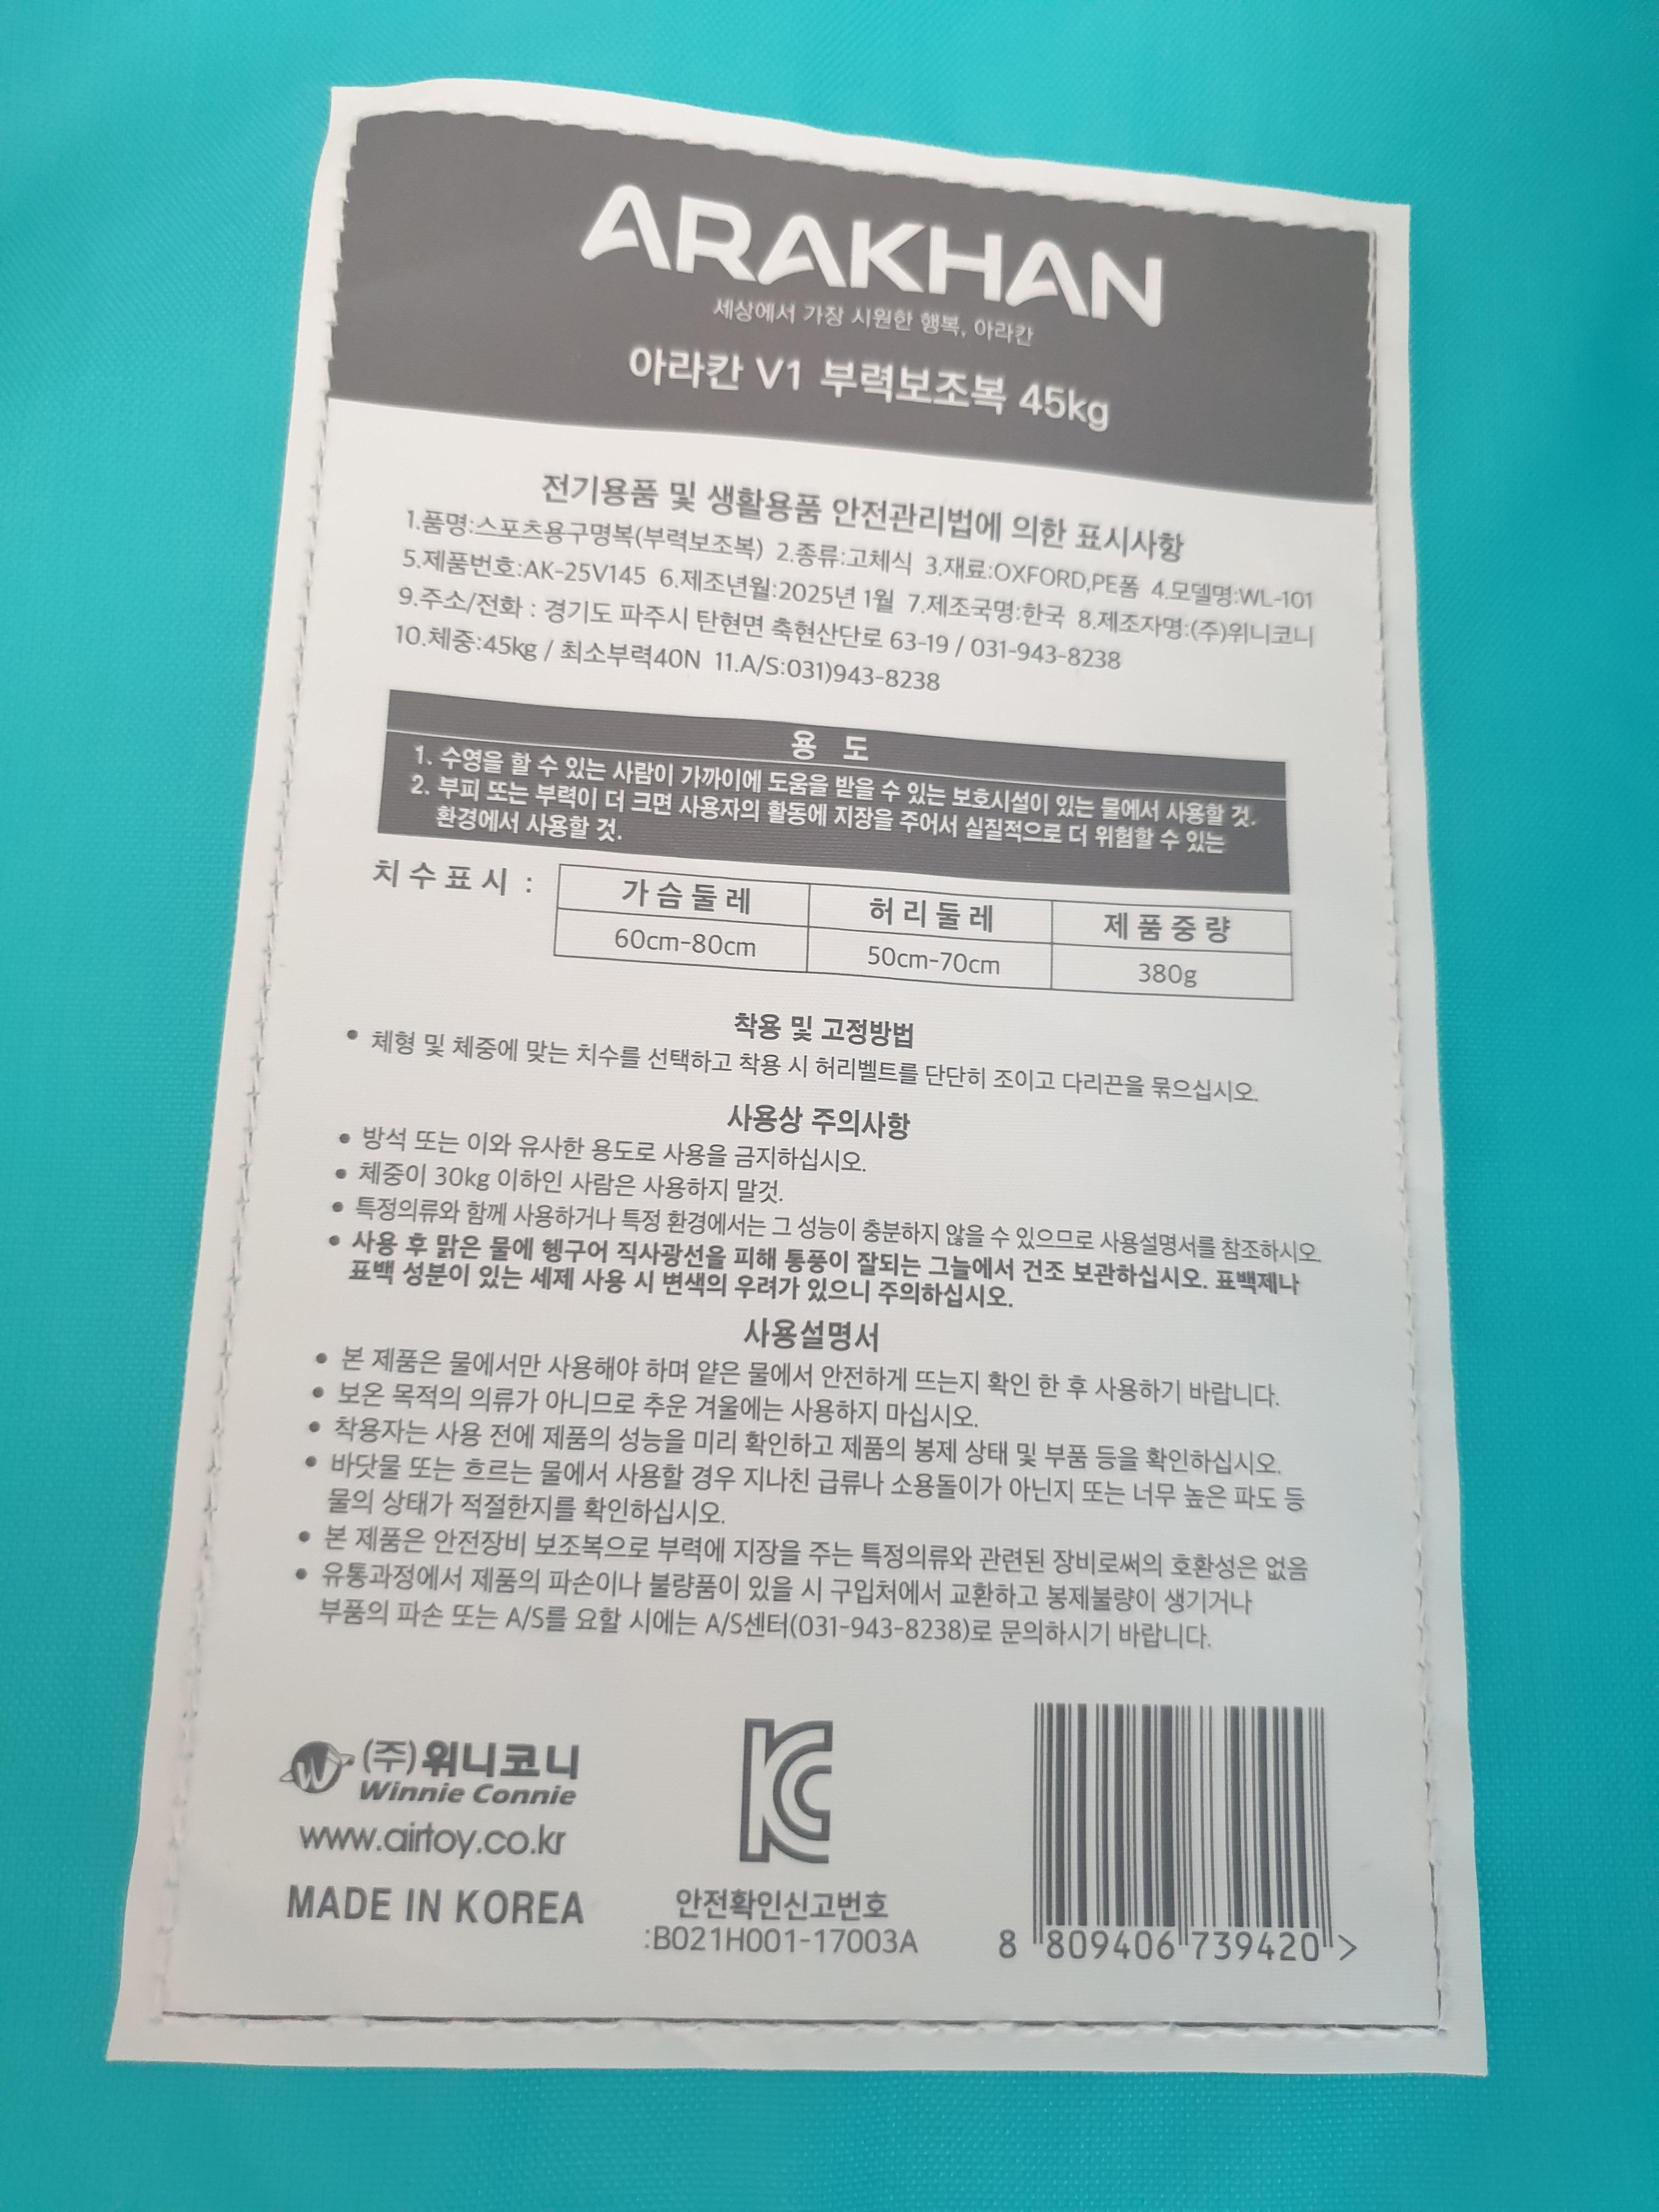 ARAKHAN
세상에서 가장 시원한 행복, 아라칸
아라칸 V1 부력보조복 45kg
전기용품 및 생활용품 안전관리법에 의한 표시사항
1.품명:스포츠용구명복(부력보조복) 2.종류:고체식 3.재료:OXFORD,PE폼 4.모델명:WL-101
5.제품번호:AK-25V145 6.제조년월:2025년 1월 7.제조국명:한국 8.제조자명:(주)위니코니
9.주소/전화 : 경기도 파주시 탄현면 축현산단로 63-19 / 031-943-8238
10.체중:45kg / 최소부력40N 11.A/S:031)943-8238
용 도
1. 수영을 할 수 있는 사람이 가까이에 도움을 받을 수 있는 보호시설이 있는 물에서 사용할 것.
2. 부피 또는 부력이 더 크면 사용자의 활동에 지장을 주어서 실질적으로 더 위험할 수 있는
환경에서 사용할 것.
치수표시 : 가슴둘레 허리둘레 제품중량
60cm-80cm 50cm-70cm 380g
착용 및 고정방법
• 체형 및 체중에 맞는 치수를 선택하고 착용 시 허리벨트를 단단히 조이고 다리끈을 묶으십시오.
사용상 주의사항
• 방석 또는 이와 유사한 용도로 사용을 금지하십시오.
• 체중이 30kg 이하인 사람은 사용하지 말것.
• 특정의류와 함께 사용하거나 특정 환경에서는 그 성능이 충분하지 않을 수 있으므로 사용설명서를 참조하시오.
• 사용 후 맑은 물에 헹구어 직사광선을 피해 통풍이 잘되는 그늘에서 건조 보관하십시오. 표백제나
표백 성분이 있는 세제 사용 시 변색의 우려가 있으니 주의하십시오.
사용설명서
• 본 제품은 물에서만 사용해야 하며 얕은 물에서 안전하게 뜨는지 확인 한 후 사용하기 바랍니다.
• 보온 목적의 의류가 아니므로 추운 겨울에는 사용하지 마십시오.
• 착용자는 사용 전에 제품의 성능을 미리 확인하고 제품의 봉제 상태 및 부품 등을 확인하십시오.
• 바닷물 또는 흐르는 물에서 사용할 경우 지나친 급류나 소용돌이가 아닌지 또는 너무 높은 파도 등
물의 상태가 적절한지를 확인하십시오.
• 본 제품은 안전장비 보조복으로 부력에 지장을 주는 특정의류와 관련된 장비로써의 호환성은 없음
• 유통과정에서 제품의 파손이나 불량품이 있을 시 구입처에서 교환하고 봉제불량이 생기거나
부품의 파손 또는 A/S를 요할 시에는 A/S센터(031-943-8238)로 문의하시기 바랍니다.
W (주)위니코니
Winnie Connie
www.airtoy.co.kr
MADE IN KOREA
KC
안전확인신고번호
:B021H001-17003A
8 809406 739420 >